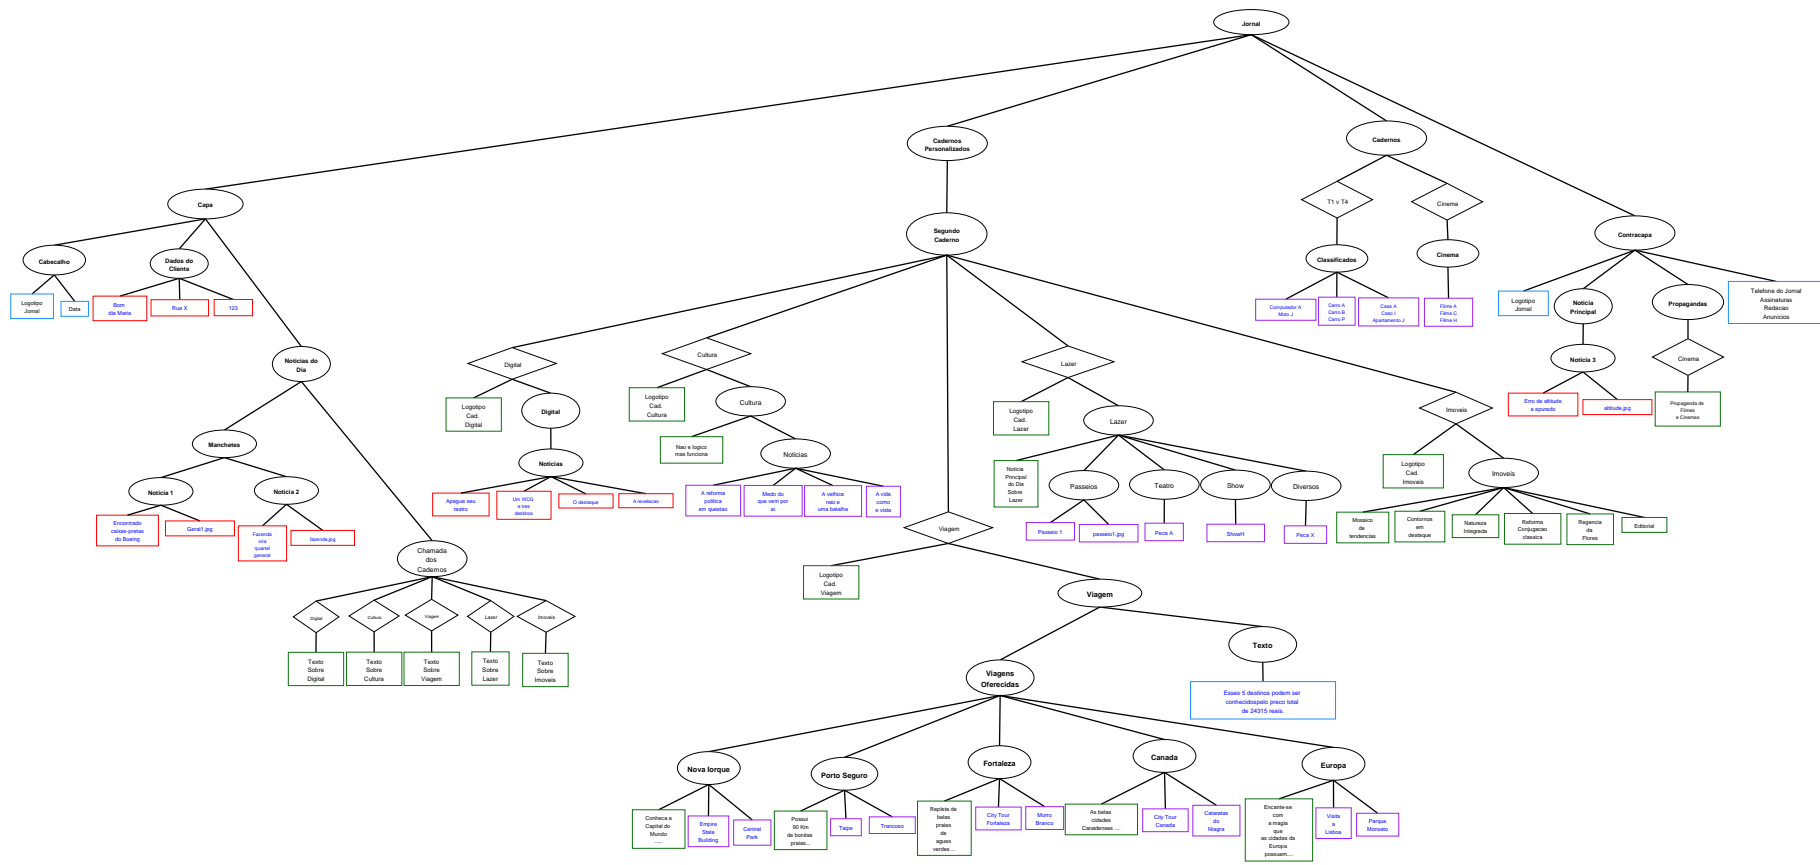 Jornal
Cadernos
Personalizados
Cadernos
Capa
T1 v T4
Cinema
Segundo
Caderno
Contracapa
Cabecalho
Dados do
Cliente
Classificados
Cinema
Logotipo
Jornal
Data
Bom
dia Maria
Rua X
123
Computador A
Moto J
Carro A
Carro B
Carro P
Casa A
Casa I
Apartamento J
Filme A
Filme C
Filme H
Logotipo
Jornal
Noticia
Principal
Propagandas
Telefone do Jornal
Assinaturas
Redacao
Anuncios
Noticias do
Dia
Digital
Cultura
Lazer
Noticia 3
Cinema
Logotipo
Cad.
Digital
Digital
Logotipo
Cad.
Cultura
Cultura
Logotipo
Cad.
Lazer
Lazer
Imoveis
Erro de altitude
e apurado
altitude.jpg
Propaganda de
Filmes
e Cinemas
Manchetes
Noticias
Nao e logico
mas funciona
Noticias
Noticia
Principal
do Dia
Sobre
Lazer
Passeios
Teatro
Show
Diversos
Logotipo
Cad.
Imoveis
Imoveis
Noticia 1
Noticia 2
Apague seu
rastro
Um WCG
e tres
destinos
O destaque
A revelacao
A reforma
politica
em questao
Medo do
que vem por
ai
A velhice
nao e
uma batalha
A vida
como
e vista
Encontrado
caixas-pretas
do Boeing
Geral1.jpg
Fazenda
vira
quartel
general
fazenda.jpg
Viagem
Passeio 1
passeio1.jpg
Peca A
ShowH
Peca X
Mosaico
de
tendencias
Contornos
em
destaque
Natureza
Integrada
Reforma
Conjugacao
classica
Regencia
da
Flores
Editorial
Chamada
dos
Cadernos
Logotipo
Cad.
Viagem
Viagem
Digital
Cultura
Viagem
Lazer
Imoveis
Texto
Sobre
Digital
Texto
Sobre
Cultura
Texto
Sobre
Viagem
Texto
Sobre
Lazer
Texto
Sobre
Imoveis
Texto
Viagens
Oferecidas
Esses 5 destinos podem ser
conhecidospelo preco total
de 24315 reais.
Nova Iorque
Porto Seguro
Fortaleza
Canada
Europa
Conheca a
Capital do
Mundo
.....
Empire
State
Building
Central
Park
Possui
90 Km
de bonitas
praias...
Taipe
Trancoso
Repleta de
belas
praias
de
aguas
verdes ...
City Tour
Fortaleza
Morro
Branco
As belas
cidades
Canadenses ....
City Tour
Canada
Cataratas
do
Niagra
Encante-se
com
a magia
que
as cidades da
Europa
possuem....
Visita
a
Lisboa
Parque
Monsato